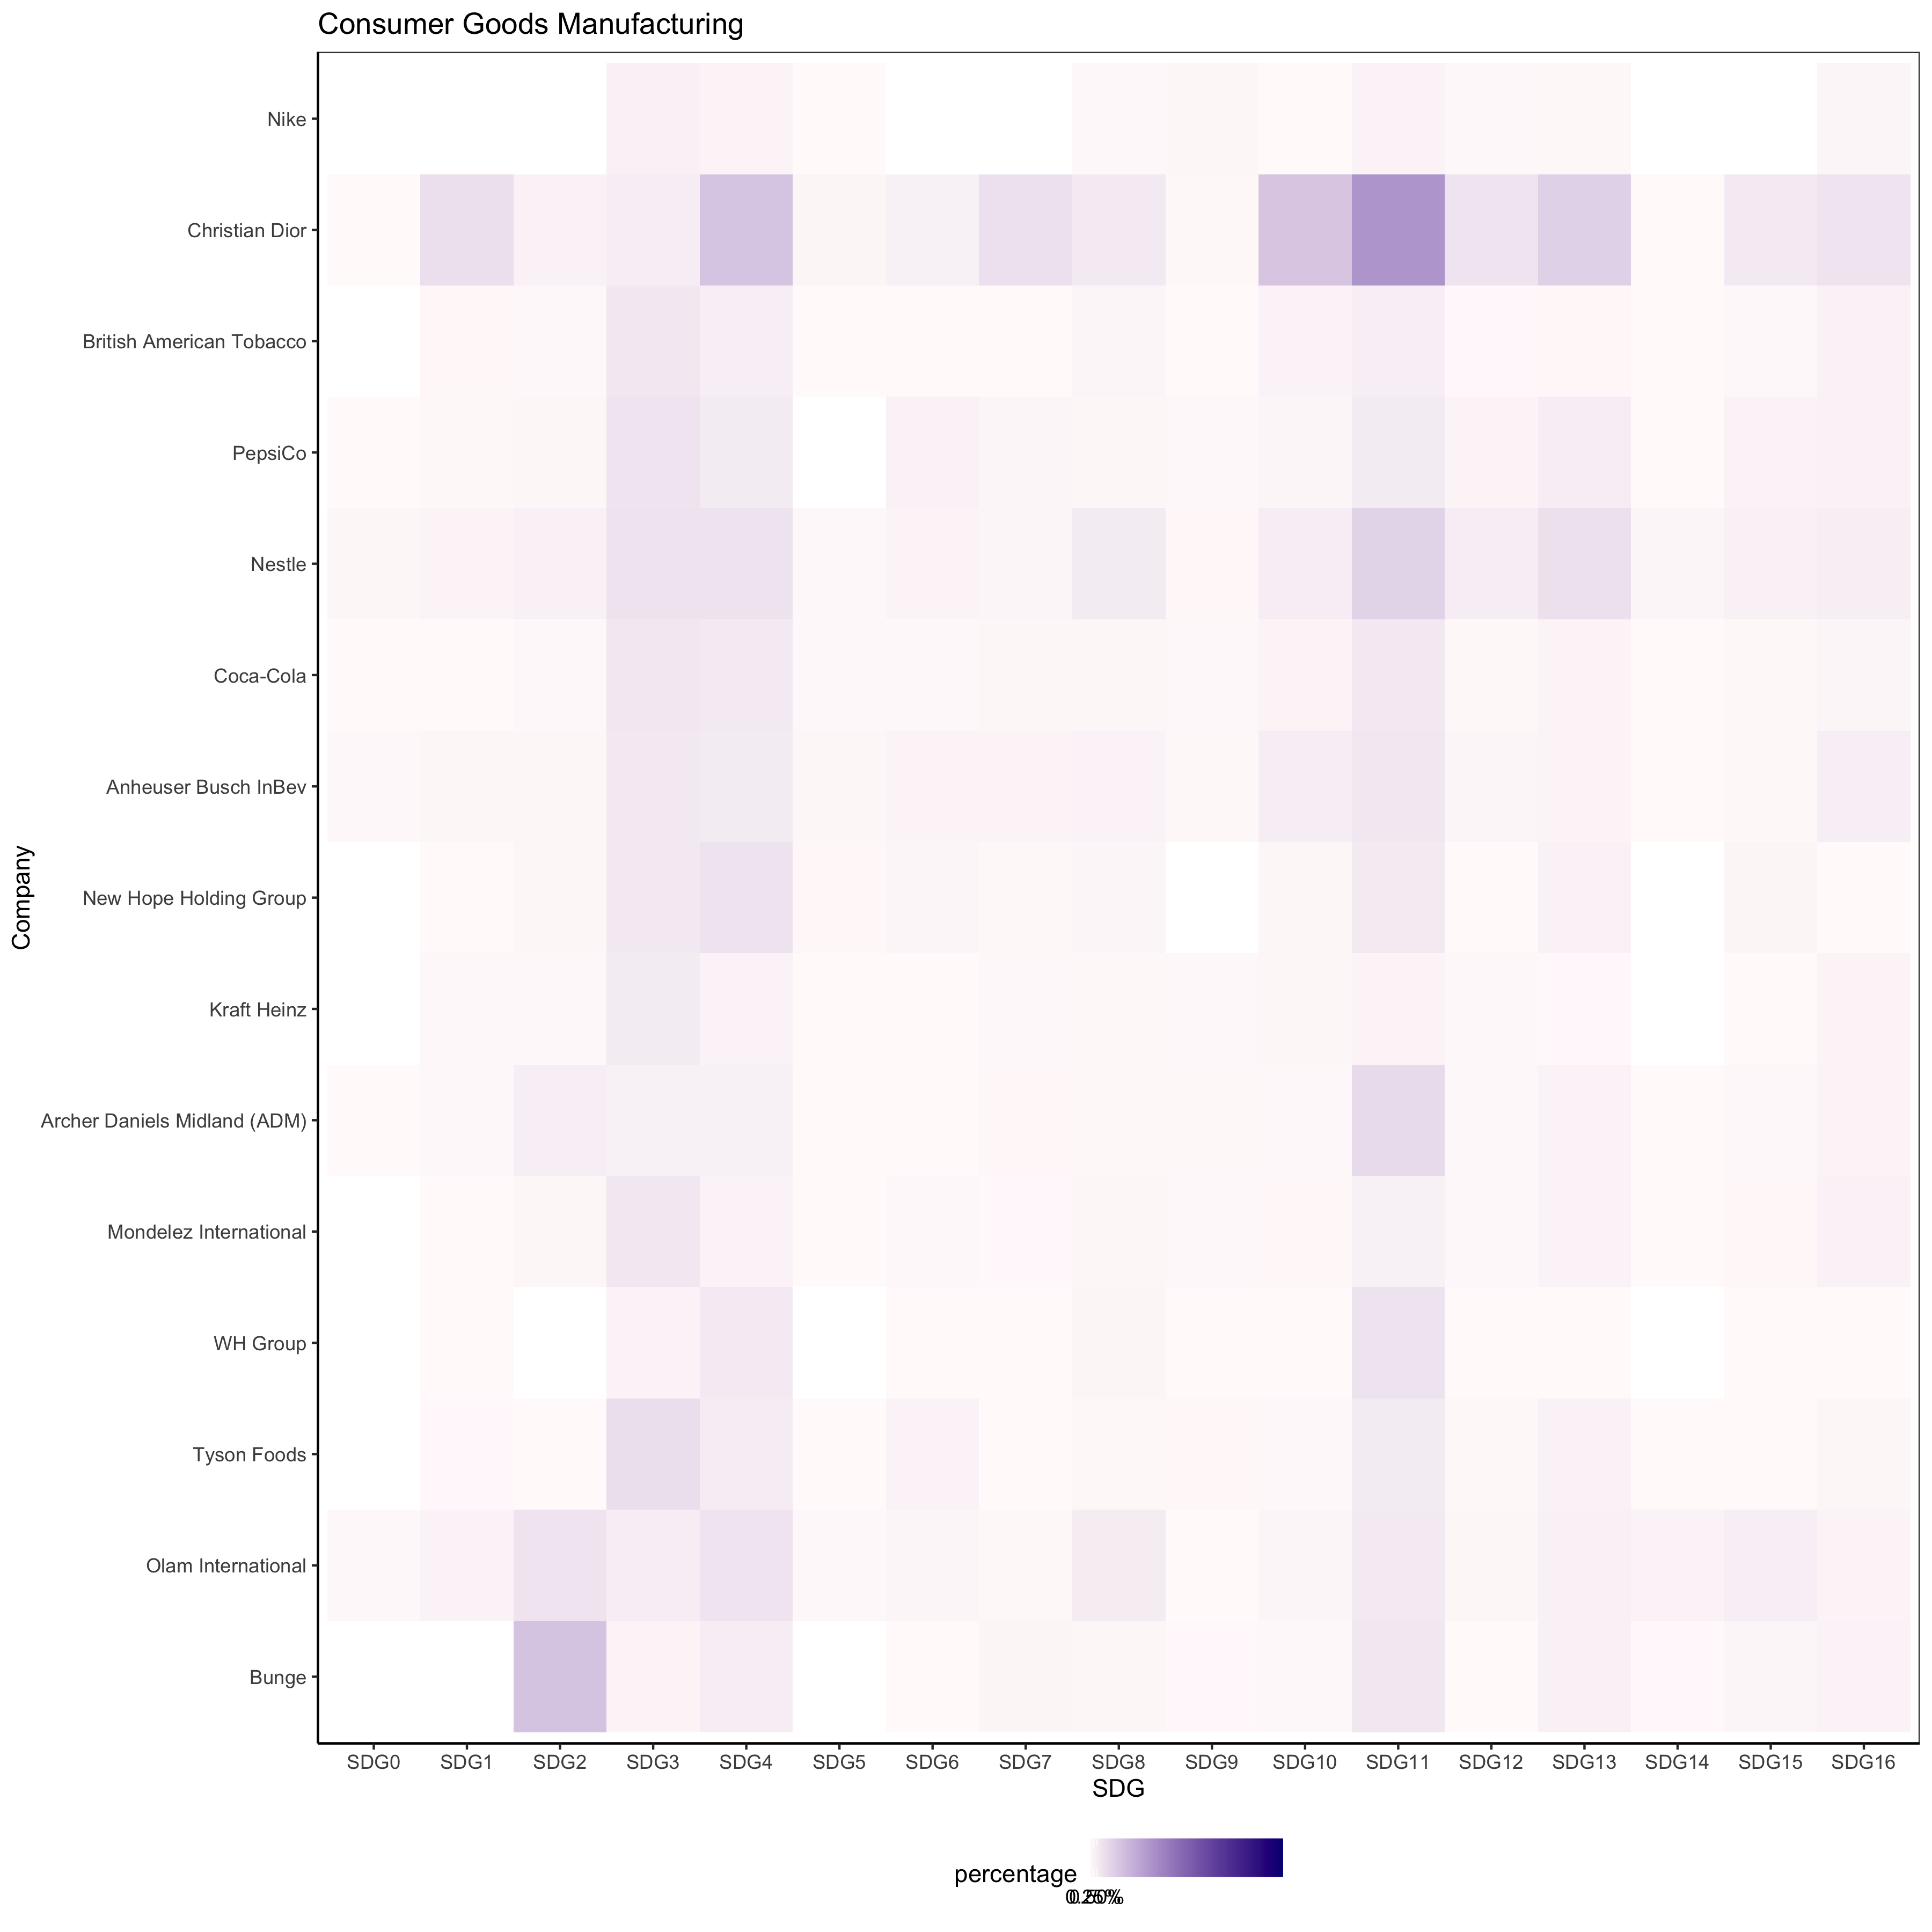 Consumer Goods Manufacturing
Nike
Christian Dior
British American Tobacco
PepsiCo
Nestle
Coca-Cola
Anheuser Busch InBev
New Hope Holding Group
Kraft Heinz
Archer Daniels Midland (ADM)
Mondelez International
WH Group
Tyson Foods
Olam International
Bunge
Company
SDG0 SDG1 SDG2 SDG3 SDG4 SDG5 SDG6 SDG7 SDG8 SDG9 SDG10 SDG11 SDG12 SDG13 SDG14 SDG15 SDG16
SDG
percentage